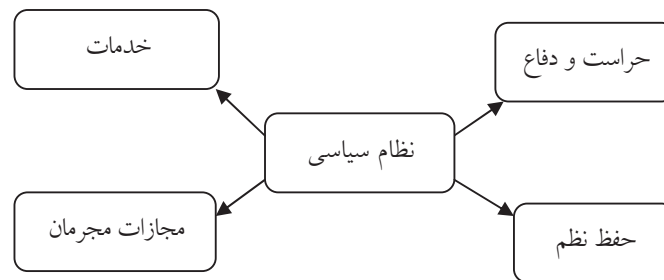 حراست و دفاع
خدمات
نظام سیاسی
حفظ نظم
مجازات مجرمان